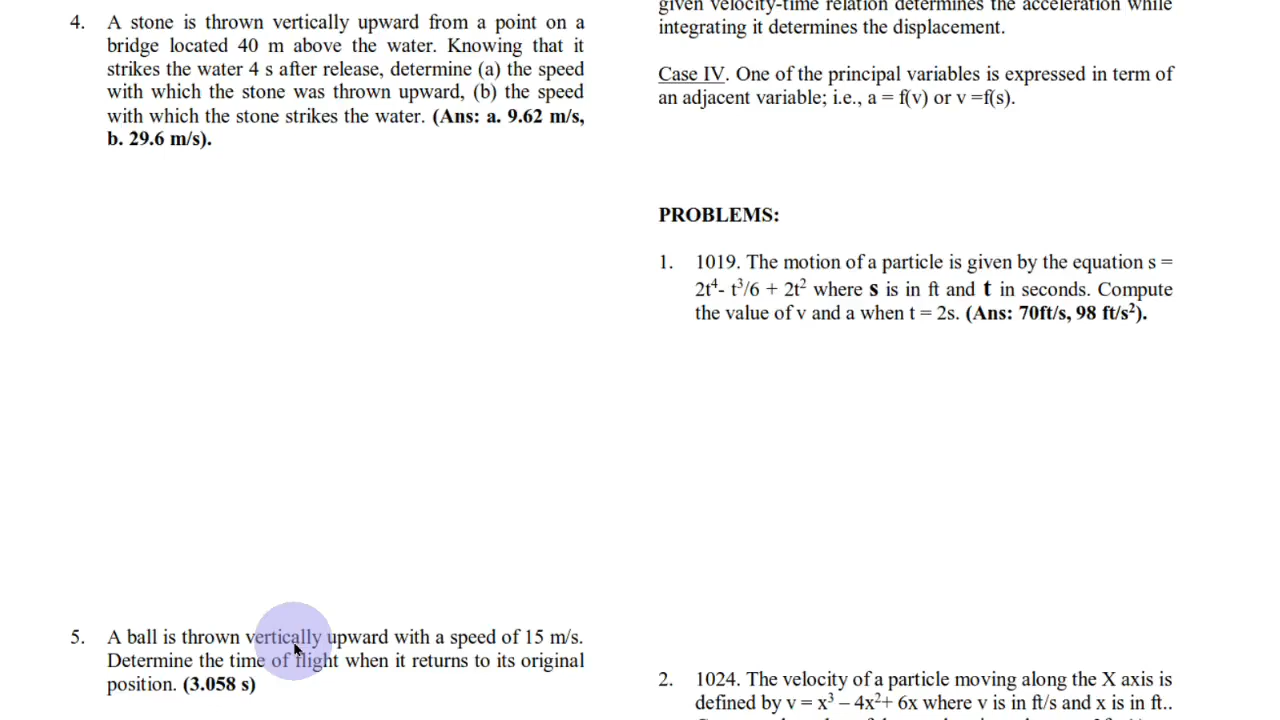 4. A stone is thrown vertically upward from a point on a
bridge located 40 m above the water. Knowing that it
strikes the water 4 s after release, determine (a) the speed
with which the stone was thrown upward, (b) the speed
with which the stone strikes the water. (Ans: a. 9.62 m/s,
b. 29.6 m/s).
5. A ball is thrown vertically upward with a speed of 15 m/s.
Determine the time of flight when it returns to its original
position. (3.058 s)
given velocity-time relation determines the acceleration while
integrating it determines the displacement.
Case IV. One of the principal variables is expressed in term of
an adjacent variable; i.e., a = f(v) or v =f(s).
PROBLEMS:
1. 1019. The motion of a particle is given by the equation s =
2t⁴- t³/6 + 2t² where s is in ft and t in seconds. Compute
the value of v and a when t = 2s. (Ans: 70ft/s, 98 ft/s²).
2. 1024. The velocity of a particle moving along the X axis is
defined by v = x³ – 4x²+ 6x where v is in ft/s and x is in ft..